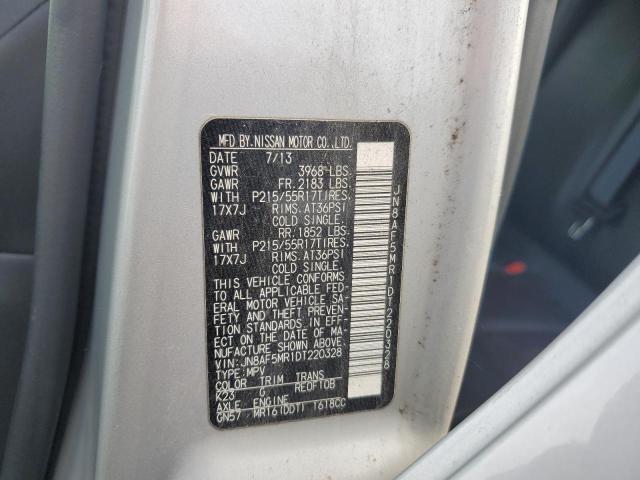 MFD BY NISSAN MOTOR CO., LTD.
DATE 7/13
GVWR 3968 LBS.
GAWR FR. 2183 LBS.
WITH P215/55R17TIRES.
17X7J RIMS. AT36PSI
COLD SINGLE.
GAWR RR. 1852 LBS.
WITH P215/55R17TIRES.
17X7J RIMS. AT36PSI
COLD SINGLE.
THIS VEHICLE CONFORMS
TO ALL APPLICABLE FED-
ERAL MOTOR VEHICLE SA-
FETY AND THEFT PREVEN-
TION STANDARDS IN EFF-
ECT ON THE DATE OF MA-
NUFACTURE SHOWN ABOVE.
VIN: JN8AF5MR1DT220328
TYPE: MPV
COLOR TRIM TRANS
K23 G RE0F10B
AXLE ENGINE
GN57 MR16(DDT) 1618CC
JN8AF5MR1DT220328